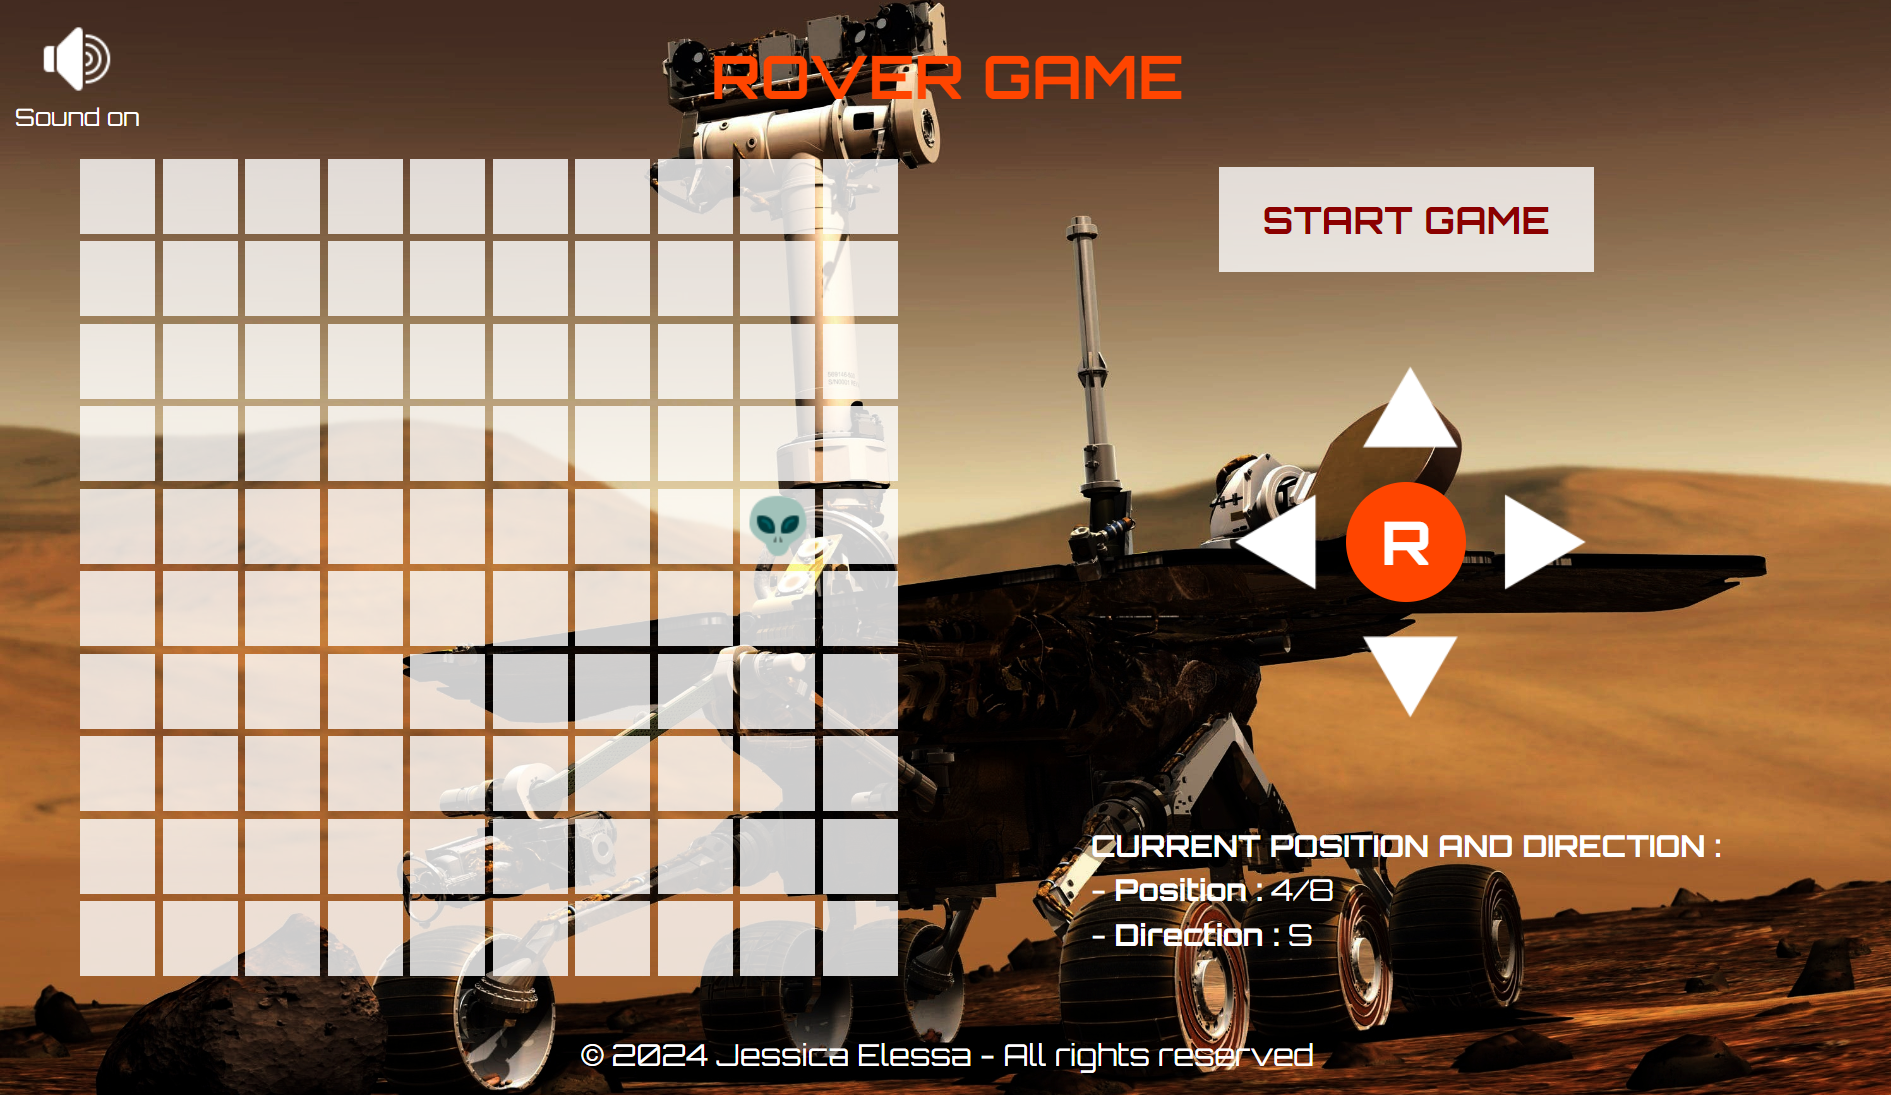 ROVER GAME
Sound on
START GAME
R
CURRENT POSITION AND DIRECTION :
- Position : 4/8
- Direction : S
© 2024 Jessica Elessa - All rights reserved